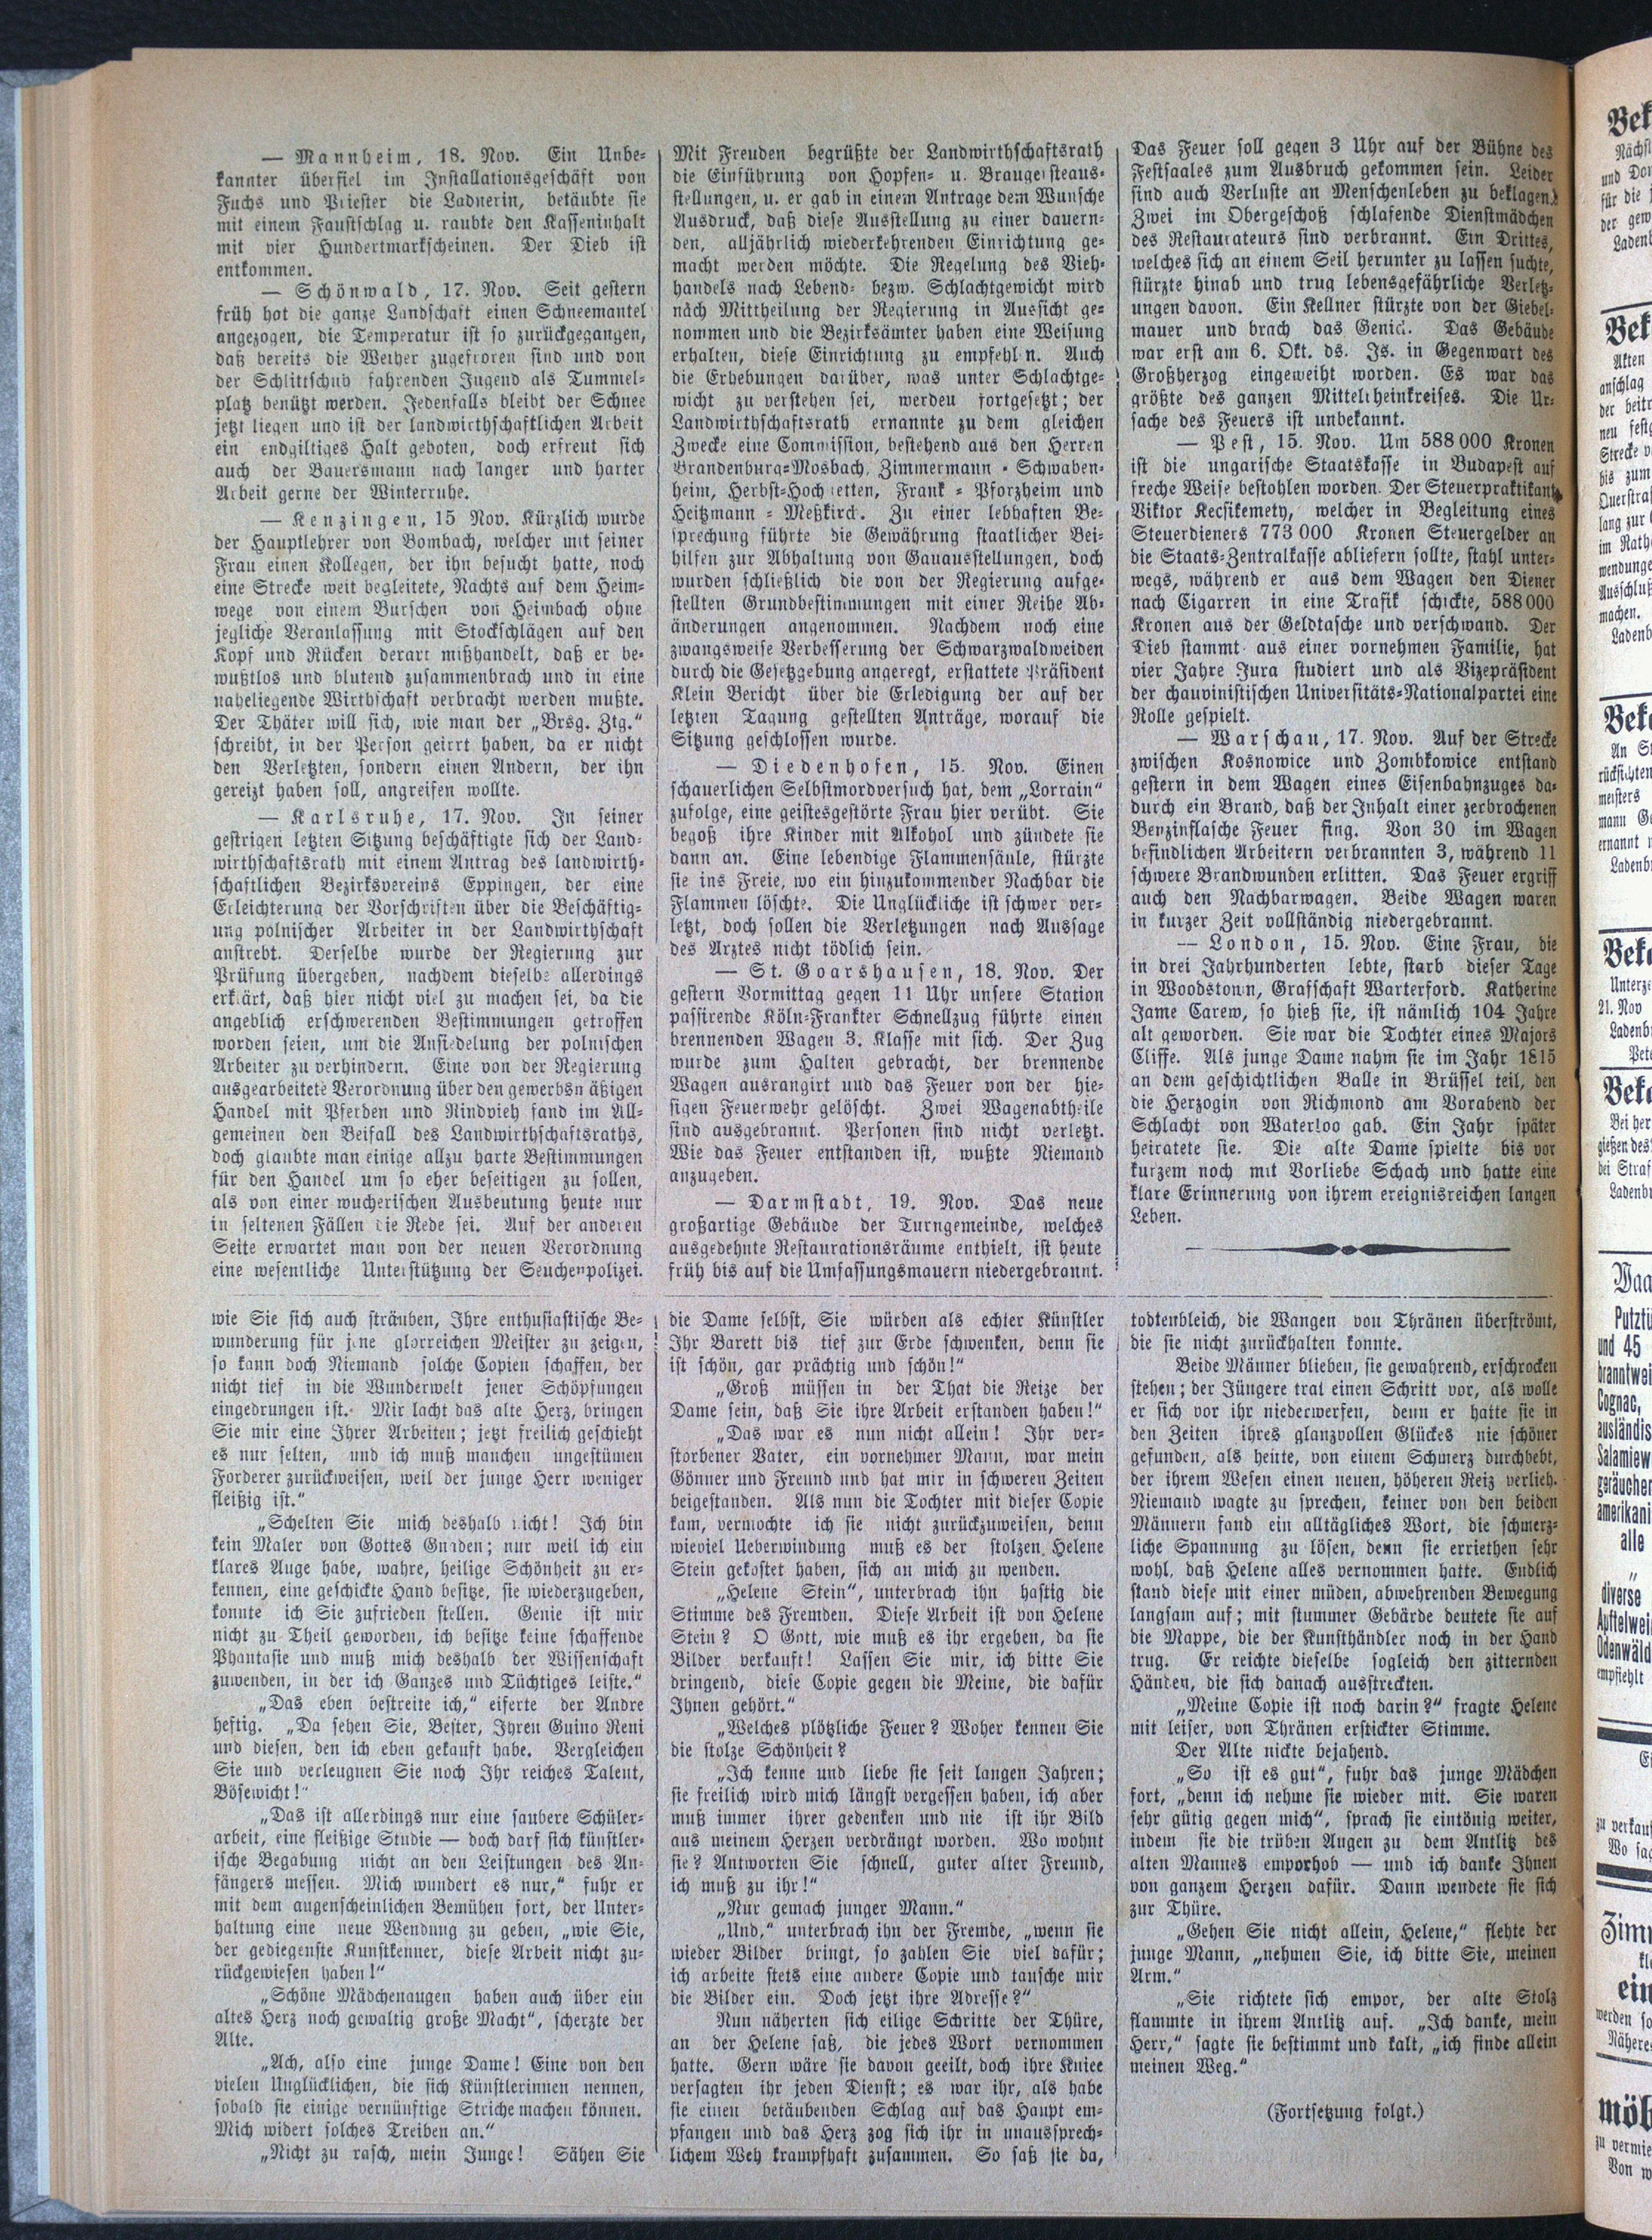 — Mannheim, 18. Nov. Ein Unbe-
kannter überfiel im Installationsgeschäft von
Fuchs und Priester die Ladnerin, betäubte sie
mit einem Faustschlag u. raubte den Kasseninhalt
mit vier Hundertmarkscheinen. Der Dieb ist
entkommen.
— Schönwald, 17. Nov. Seit gestern
früh hot die ganze Landschaft einen Schneemantel
angezogen, die Temperatur ist so zurückgegangen,
daß bereits die Weiher zugefroren sind und von
der Schlittschuh fahrenden Jugend als Tummel-
platz benützt werden. Jedenfalls bleibt der Schnee
jetzt liegen und ist der landwirthschaftlichen Arbeit
ein endgiltiges Halt geboten, doch erfreut sich
auch der Bauersmann nach langer und harter
Arbeit gerne der Winterruhe.
— Kenzingen, 15 Nov. Kürzlich wurde
der Hauptlehrer von Bombach, welcher mit seiner
Frau einen Kollegen, der ihn besucht hatte, noch
eine Strecke weit begleitete, Nachts auf dem Heim-
wege von einem Burschen von Heimbach ohne
jegliche Veranlassung mit Stockschlägen auf den
Kopf und Rücken derart mißhandelt, daß er be-
wußtlos und blutend zusammenbrach und in eine
naheliegende Wirthschaft verbracht werden mußte.
Der Thäter will sich, wie man der „Brsg. Ztg.“
schreibt, in der Person geirrt haben, da er nicht
den Verletzten, sondern einen Andern, der ihn
gereizt haben soll, angreifen wollte.
— Karlsruhe, 17. Nov. In seiner
gestrigen letzten Sitzung beschäftigte sich der Land-
wirthschaftsrath mit einem Antrag des landwirth-
schaftlichen Bezirksvereins Eppingen, der eine
Erleichterung der Vorschriften über die Beschäftig-
ung polnischer Arbeiter in der Landwirthschaft
anstrebt. Derselbe wurde der Regierung zur
Prüfung übergeben, nachdem dieselbe allerdings
erklärt, daß hier nicht viel zu machen sei, da die
angeblich erschwerenden Bestimmungen getroffen
worden seien, um die Ansiedelung der polnischen
Arbeiter zu verhindern. Eine von der Regierung
ausgearbeitete Verordnung über den gewerbsmäßigen
Handel mit Pferden und Rindvieh fand im All-
gemeinen den Beifall des Landwirthschaftsraths,
doch glaubte man einige allzu harte Bestimmungen
für den Handel um so eher beseitigen zu sollen,
als von einer wucherischen Ausbeutung heute nur
in seltenen Fällen die Rede sei. Auf der anderen
Seite erwartet man von der neuen Verordnung
eine wesentliche Unterstützung der Seuchenpolizei.
Mit Freuden begrüßte der Landwirthschaftsrath
die Einführung von Hopfen- u. Braugersteaus-
stellungen, u. er gab in einem Antrage dem Wunsche
Ausdruck, daß diese Ausstellung zu einer dauern-
den, alljährlich wiederkehrenden Einrichtung ge-
macht werden möchte. Die Regelung des Vieh-
handels nach Lebend- bezw. Schlachtgewicht wird
nach Mittheilung der Regierung in Aussicht ge-
nommen und die Bezirksämter haben eine Weisung
erhalten, diese Einrichtung zu empfehl n. Auch
die Erhebungen darüber, was unter Schlachtge-
wicht zu verstehen sei, werden fortgesetzt; der
Landwirthschaftsrath ernannte zu dem gleichen
Zwecke eine Commission, bestehend aus den Herren
Brandenburg-Mosbach, Zimmermann - Schwaben-
heim, Herbst-Hochstetten, Frank - Pforzheim und
Heitzmann - Meßkirch. Zu einer lebhaften Be-
sprechung führte die Gewährung staatlicher Bei-
hilfen zur Abhaltung von Gauausstellungen, doch
wurden schließlich die von der Regierung aufge-
stellten Grundbestimmungen mit einer Reihe Ab-
änderungen angenommen. Nachdem noch eine
zwangsweise Verbesserung der Schwarzwaldweiden
durch die Gesetzgebung angeregt, erstattete Präsident
Klein Bericht über die Erledigung der auf der
letzten Tagung gestellten Anträge, worauf die
Sitzung geschlossen wurde.
— Diedenhofen, 15. Nov. Einen
schauerlichen Selbstmordversuch hat, dem „Lorrain“
zufolge, eine geistesgestörte Frau hier verübt. Sie
begoß ihre Kinder mit Alkohol und zündete sie
dann an. Eine lebendige Flammensäule, stürzte
sie ins Freie, wo ein hinzukommender Nachbar die
Flammen löschte. Die Unglückliche ist schwer ver-
letzt, doch sollen die Verletzungen nach Aussage
des Arztes nicht tödlich sein.
— St. Goarshausen, 18. Nov. Der
gestern Vormittag gegen 11 Uhr unsere Station
passirende Köln-Frankfter Schnellzug führte einen
brennenden Wagen 3. Klasse mit sich. Der Zug
wurde zum Halten gebracht, der brennende
Wagen ausrangirt und das Feuer von der hie-
sigen Feuerwehr gelöscht. Zwei Wagenabtheile
sind ausgebrannt. Personen sind nicht verletzt.
Wie das Feuer entstanden ist, wußte Niemand
anzugeben.
— Darmstadt, 19. Nov. Das neue
großartige Gebäude der Turngemeinde, welches
ausgedehnte Restaurationsräume enthielt, ist heute
früh bis auf die Umfassungsmauern niedergebrannt.
Das Feuer soll gegen 3 Uhr auf der Bühne des
Festsaales zum Ausbruch gekommen sein. Leider
sind auch Verluste an Menschenleben zu beklagen.
Zwei im Obergeschoß schlafende Dienstmädchen
des Restaurateurs sind verbrannt. Ein Drittes,
welches sich an einem Seil herunter zu lassen suchte,
stürzte hinab und trug lebensgefährliche Verletz-
ungen davon. Ein Kellner stürzte von der Giebel-
mauer und brach das Genick. Das Gebäude
war erst am 6. Okt. ds. Js. in Gegenwart des
Großherzog eingeweiht worden. Es war das
größte des ganzen Mittelrheinkreises. Die Ur-
sache des Feuers ist unbekannt.
— Pest, 15. Nov. Um 588 000 Kronen
ist die ungarische Staatskasse in Budapest auf
freche Weise bestohlen worden. Der Steuerpraktikant
Viktor Kecsikemety, welcher in Begleitung eines
Steuerdieners 773 000 Kronen Steuergelder an
die Staats-Zentralkasse abliefern sollte, stahl unter-
wegs, während er aus dem Wagen den Diener
nach Cigarren in eine Trafik schickte, 588 000
Kronen aus der Geldtasche und verschwand. Der
Dieb stammt aus einer vornehmen Familie, hat
vier Jahre Jura studiert und als Vizepräsident
der chauvinistischen Universitäts-Nationalpartei eine
Rolle gespielt.
— Warschau, 17. Nov. Auf der Strecke
zwischen Kosnowice und Zombkowice entstand
gestern in dem Wagen eines Eisenbahnzuges da-
durch ein Brand, daß der Inhalt einer zerbrochenen
Benzinflasche Feuer fing. Von 30 im Wagen
befindlichen Arbeitern verbrannten 3, während 11
schwere Brandwunden erlitten. Das Feuer ergriff
auch den Nachbarwagen. Beide Wagen waren
in kurzer Zeit vollständig niedergebrannt.
— London, 15. Nov. Eine Frau, die
in drei Jahrhunderten lebte, starb dieser Tage
in Woodstown, Grafschaft Warterford. Katherine
Jame Carew, so hieß sie, ist nämlich 104 Jahre
alt geworden. Sie war die Tochter eines Majors
Cliffe. Als junge Dame nahm sie im Jahr 1815
an dem geschichtlichen Balle in Brüssel teil, den
die Herzogin von Richmond am Vorabend der
Schlacht von Waterloo gab. Ein Jahr später
heiratete sie. Die alte Dame spielte bis vor
kurzem noch mit Vorliebe Schach und hatte eine
klare Erinnerung von ihrem ereignisreichen langen
Leben.
wie Sie sich auch sträuben, Ihre enthusiastische Be-
wunderung für jene glorreichen Meister zu zeigen,
so kann doch Niemand solche Copien schaffen, der
nicht tief in die Wunderwelt jener Schöpfungen
eingedrungen ist. Mir lacht das alte Herz, bringen
Sie mir eine Ihrer Arbeiten; jetzt freilich geschieht
es nur selten, und ich muß manchen ungestümen
Forderer zurückweisen, weil der junge Herr weniger
fleißig ist.“
„Schelten Sie mich deshalb nicht! Ich bin
kein Maler von Gottes Gnaden; nur weil ich ein
klares Auge habe, wahre, heilige Schönheit zu er-
kennen, eine geschickte Hand besitze, sie wiederzugeben,
konnte ich Sie zufrieden stellen. Genie ist mir
nicht zu Theil geworden, ich besitze keine schaffende
Phantasie und muß mich deshalb der Wissenschaft
zuwenden, in der ich Ganzes und Tüchtiges leiste.“
„Das eben bestreite ich,“ eiferte der Andre
heftig. „Da sehen Sie, Bester, Ihren Guino Reni
und diesen, den ich eben gekauft habe. Vergleichen
Sie und verleugnen Sie noch Ihr reiches Talent,
Bösewicht!“
„Das ist allerdings nur eine saubere Schüler-
arbeit, eine fleißige Studie — doch darf sich künstler-
ische Begabung nicht an den Leistungen des An-
fängers messen. Mich wundert es nur,“ fuhr er
mit dem augenscheinlichen Bemühen fort, der Unter-
haltung eine neue Wendung zu geben, „wie Sie,
der gediegenste Kunstkenner, diese Arbeit nicht zu-
rückgewiesen haben!“
„Schöne Mädchenaugen haben auch über ein
altes Herz noch gewaltig große Macht“, scherzte der
Alte.
„Ach, also eine junge Dame! Eine von den
vielen Unglücklichen, die sich Künstlerinnen nennen,
sobald sie einige vernünftige Striche machen können.
Mich widert solches Treiben an.“
„Nicht zu rasch, mein Junge! Sähen Sie
die Dame selbst, Sie würden als echter Künstler
Ihr Barett bis tief zur Erde schwenken, denn sie
ist schön, gar prächtig und schön!“
„Groß müssen in der That die Reize der
Dame sein, daß Sie ihre Arbeit erstanden haben!“
„Das war es nun nicht allein! Ihr ver-
storbener Vater, ein vornehmer Mann, war mein
Gönner und Freund und hat mir in schweren Zeiten
beigestanden. Als nun die Tochter mit dieser Copie
kam, vermochte ich sie nicht zurückzuweisen, denn
wieviel Ueberwindung muß es der stolzen Helene
Stein gekostet haben, sich an mich zu wenden.
„Helene Stein“, unterbrach ihn hastig die
Stimme des Fremden. Diese Arbeit ist von Helene
Stein? O Gott, wie muß es ihr ergehen, da sie
Bilder verkauft! Lassen Sie mir, ich bitte Sie
dringend, diese Copie gegen die Meine, die dafür
Ihnen gehört.“
„Welches plötzliche Feuer? Woher kennen Sie
die stolze Schönheit?
„Ich kenne und liebe sie seit langen Jahren;
sie freilich wird mich längst vergessen haben, ich aber
muß immer ihrer gedenken und nie ist ihr Bild
aus meinem Herzen verdrängt worden. Wo wohnt
sie? Antworten Sie schnell, guter alter Freund,
ich muß zu ihr!“
„Nur gemach junger Mann.“
„Und,“ unterbrach ihn der Fremde, „wenn sie
wieder Bilder bringt, so zahlen Sie viel dafür;
ich arbeite stets eine andere Copie und tausche mir
die Bilder ein. Doch jetzt ihre Adresse?“
Nun näherten sich eilige Schritte der Thüre,
an der Helene saß, die jedes Wort vernommen
hatte. Gern wäre sie davon geeilt, doch ihre Kniee
versagten ihr jeden Dienst; es war ihr, als habe
sie einen betäubenden Schlag auf das Haupt em-
pfangen und das Herz zog sich ihr in unaussprech-
lichem Weh krampfhaft zusammen. So saß sie da,
todtenbleich, die Wangen von Thränen überströmt,
die sie nicht zurückhalten konnte.
Beide Männer blieben, sie gewahrend, erschrocken
stehen; der Jüngere trat einen Schritt vor, als wolle
er sich vor ihr niederwerfen, denn er hatte sie in
den Zeiten ihres glanzvollen Glückes nie schöner
gefunden, als heute, von einem Schmerz durchbebt,
der ihrem Wesen einen neuen, höheren Reiz verlieh.
Niemand wagte zu sprechen, keiner von den beiden
Männern fand ein alltägliches Wort, die schmerz-
liche Spannung zu lösen, denn sie erriethen sehr
wohl, daß Helene alles vernommen hatte. Endlich
stand diese mit einer müden, abwehrenden Bewegung
langsam auf; mit stummer Gebärde deutete sie auf
die Mappe, die der Kunsthändler noch in der Hand
trug. Er reichte dieselbe sogleich den zitternden
Händen, die sich danach ausstreckten.
„Meine Copie ist noch darin?“ fragte Helene
mit leiser, von Thränen erstickter Stimme.
Der Alte nickte bejahend.
„So ist es gut“, fuhr das junge Mädchen
fort, „denn ich nehme sie wieder mit. Sie waren
sehr gütig gegen mich“, sprach sie eintönig weiter,
indem sie die trüben Augen zu dem Antlitz des
alten Mannes emporhob — und ich danke Ihnen
von ganzem Herzen dafür. Dann wendete sie sich
zur Thüre.
„Gehen Sie nicht allein, Helene,“ flehte der
junge Mann, „nehmen Sie, ich bitte Sie, meinen
Arm.“
„Sie richtete sich empor, der alte Stolz
flammte in ihrem Antlitz auf. „Ich danke, mein
Herr,“ sagte sie bestimmt und kalt, „ich finde allein
meinen Weg.“
(Fortsetzung folgt.)
und 45
alle
diverse
empfiehlt